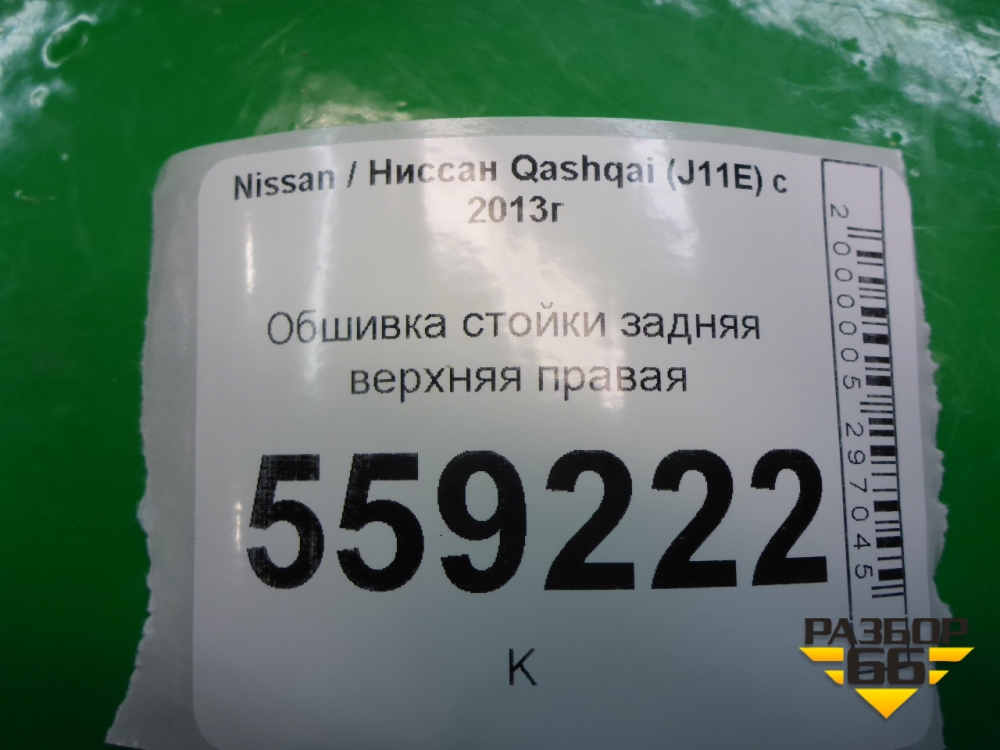 Nissan / Ниссан Qashqai (J11E) с
2013г
Обшивка стойки задняя
верхняя правая
559222
К
2000005297045
РАЗБОР
66